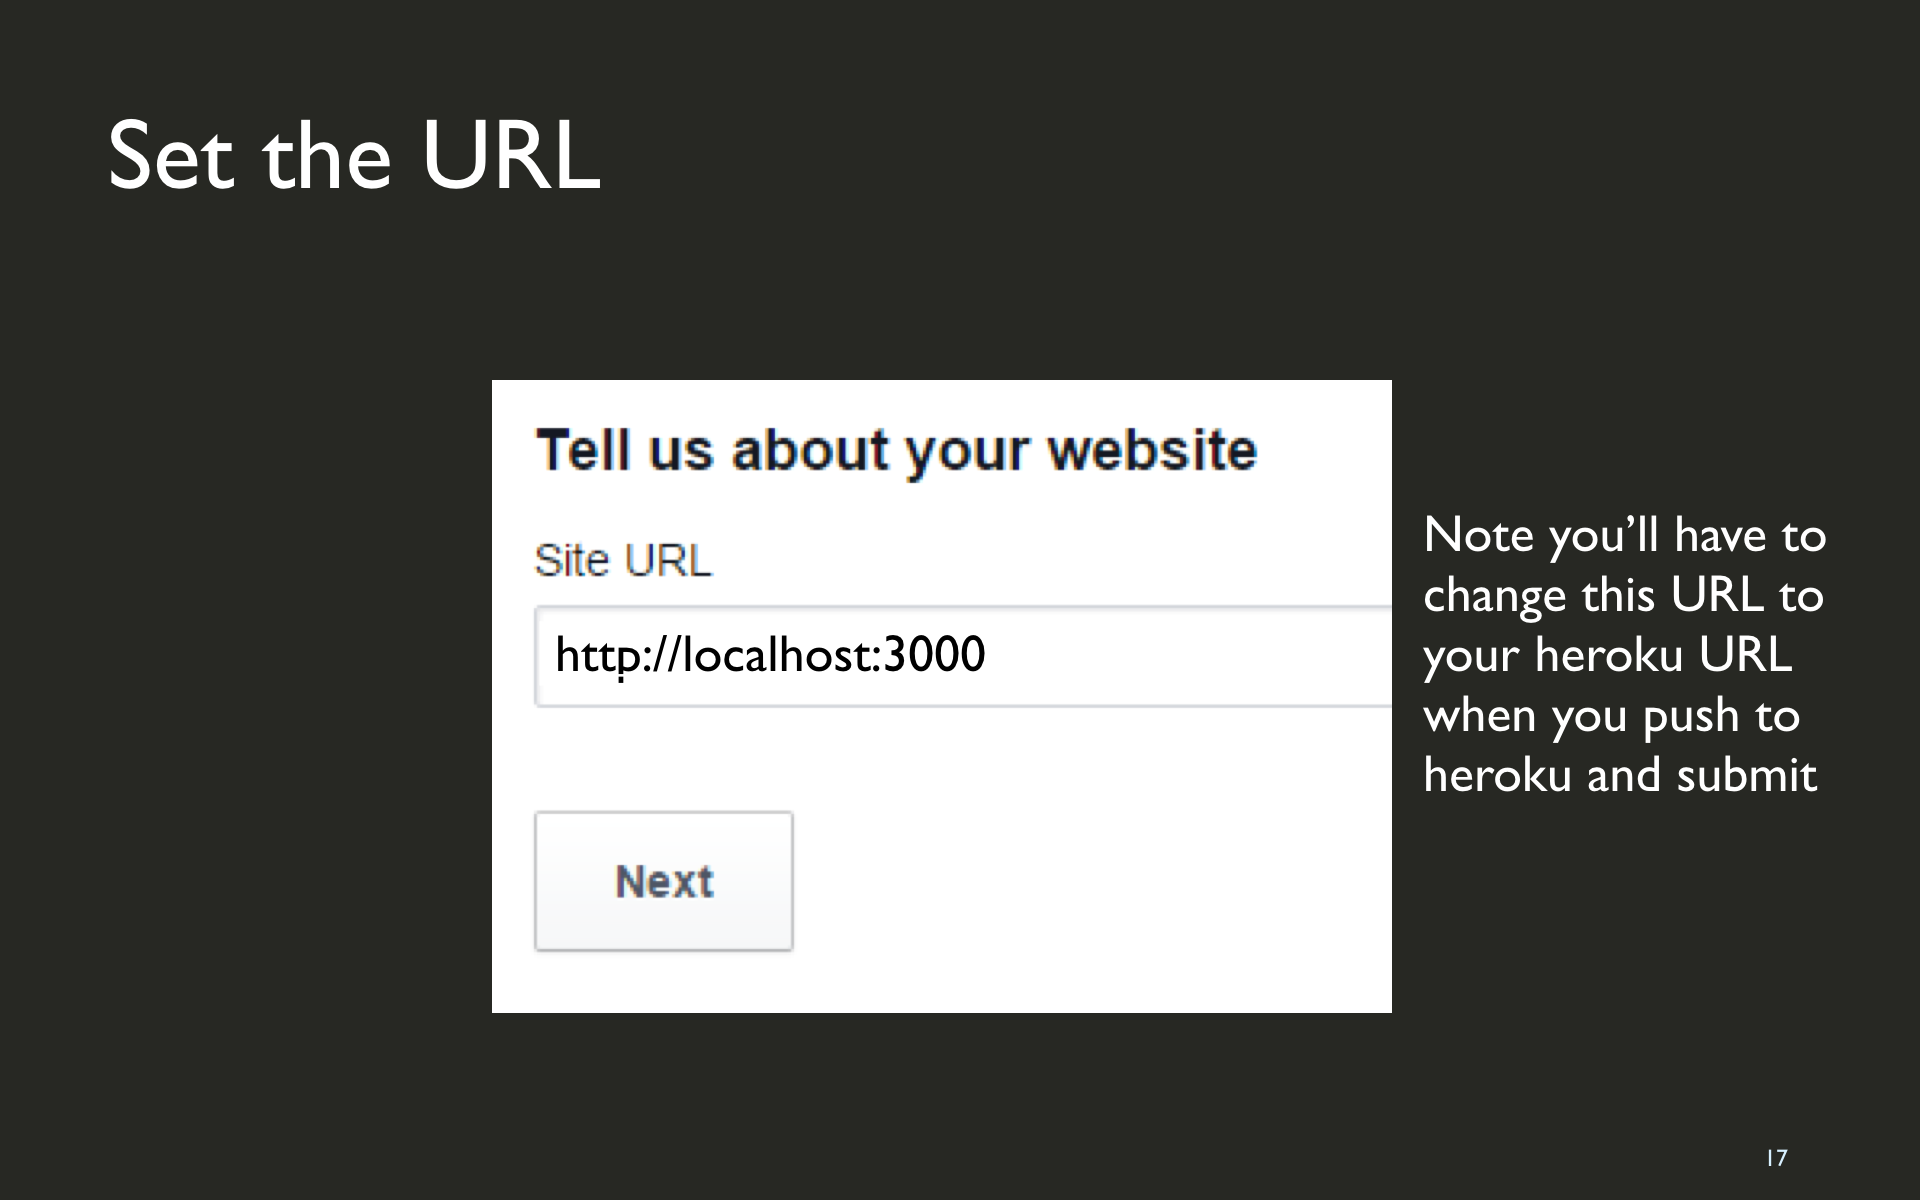 Set the URL
Tell us about your website
Site URL
http://localhost:3000
Next
Note you’ll have to
change this URL to
your heroku URL
when you push to
heroku and submit
17